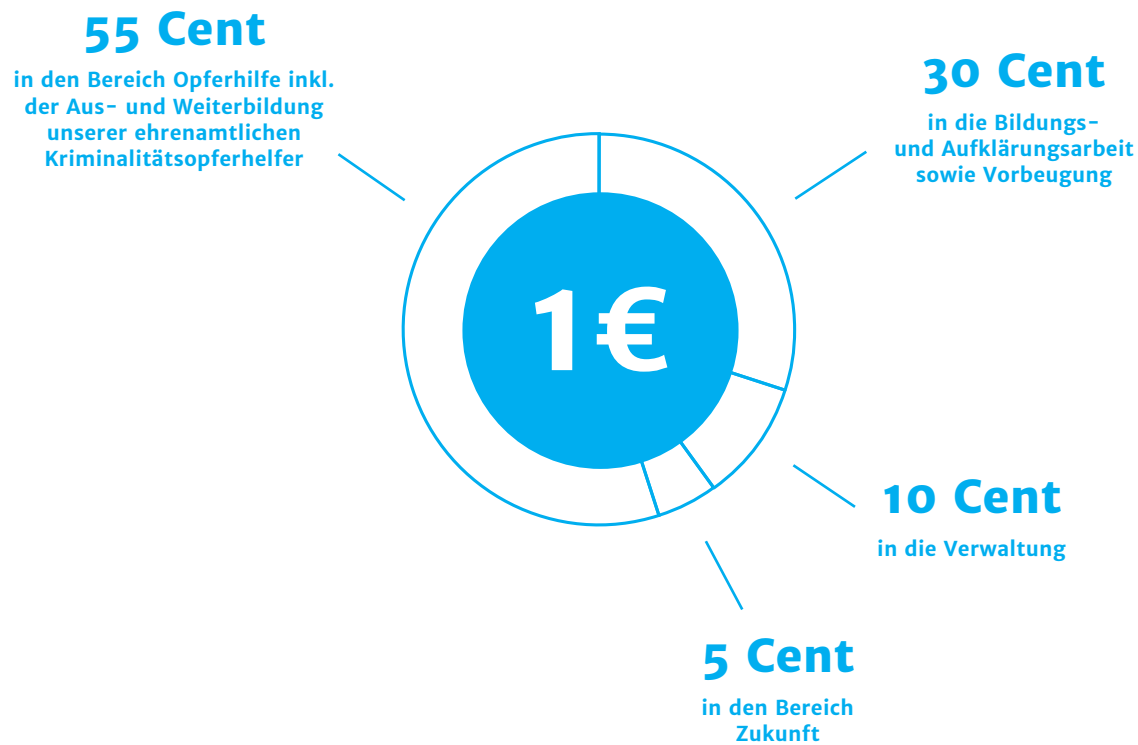 55 Cent
in den Bereich Opferhilfe inkl.
der Aus- und Weiterbildung
unserer ehrenamtlichen
Kriminalitätsopferhelfer
30 Cent
in die Bildungs-
und Aufklärungsarbeit
sowie Vorbeugung
1€
10 Cent
in die Verwaltung
5 Cent
in den Bereich
Zukunft